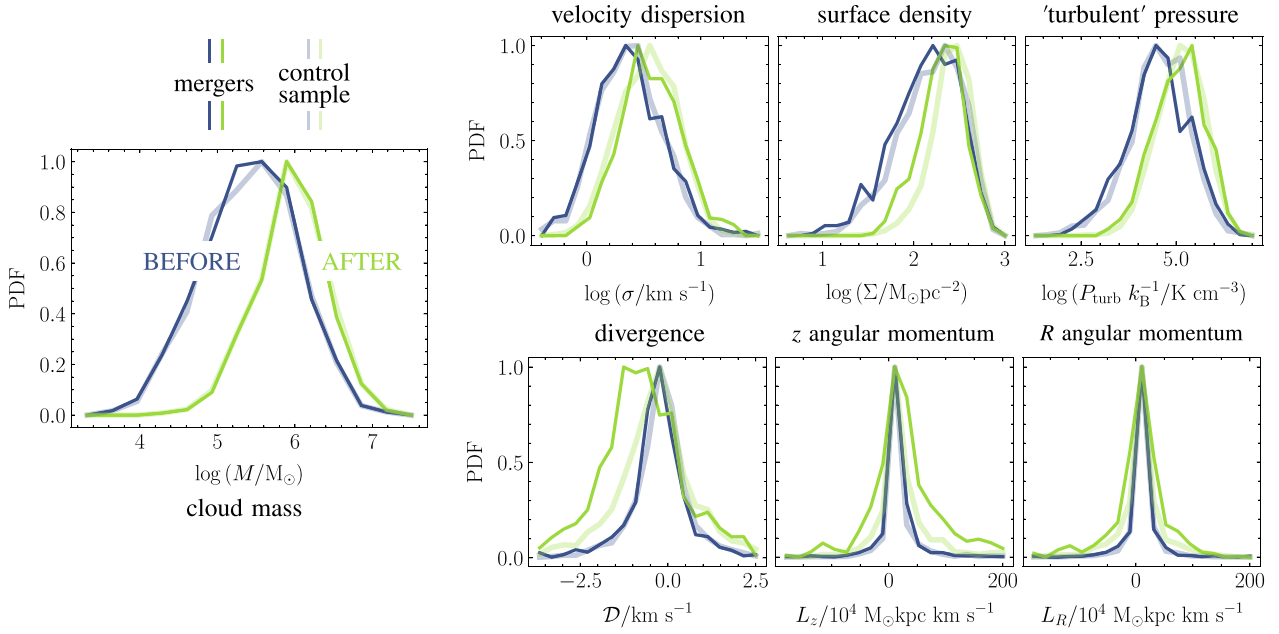 mergers
control
sample
PDF
1.0
0.8
0.6
0.4
0.2
0.0
BEFORE
AFTER
4 5 6 7
log (M/M⊙)
cloud mass
velocity dispersion surface density 'turbulent' pressure
PDF
1.0
0.5
0.0
0 1 1 2 3 2.5 5.0
log (σ/km s⁻¹) log (Σ/M⊙pc⁻²) log (P_turb k_B⁻¹/K cm⁻³)
divergence z angular momentum R angular momentum
PDF
1.0
0.5
0.0
−2.5 0.0 2.5 0 200 0 200
𝒟/km s⁻¹ L_z/10⁴ M⊙kpc km s⁻¹ L_R/10⁴ M⊙kpc km s⁻¹